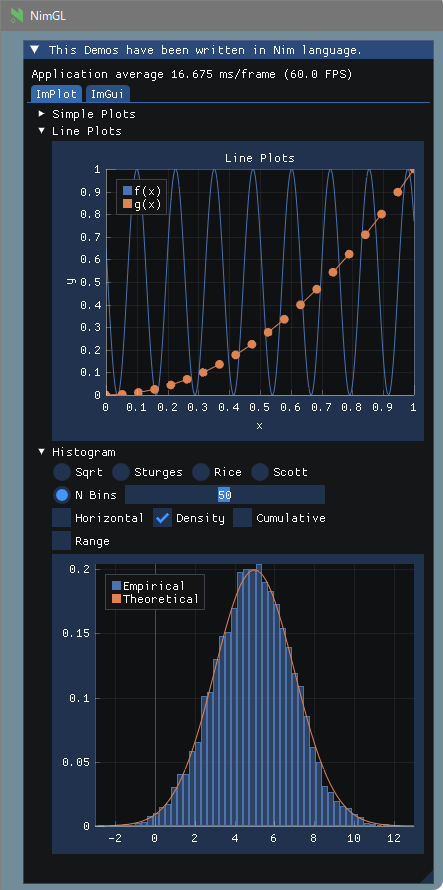 NimGL
This Demos have been written in Nim language.
Application average 16.675 ms/frame (60.0 FPS)
ImPlot ImGui
Simple Plots
Line Plots
Line Plots
f(x)
g(x)
1
0.9
0.8
0.7
0.6
y 0.5
0.4
0.3
0.2
0.1
0
0 0.1 0.2 0.3 0.4 0.5 0.6 0.7 0.8 0.9 1
x
Histogram
Sqrt Sturges Rice Scott
N Bins 50
Horizontal Density Cumulative
Range
Empirical
Theoretical
0.2
0.15
0.1
0.05
0
-2 0 2 4 6 8 10 12